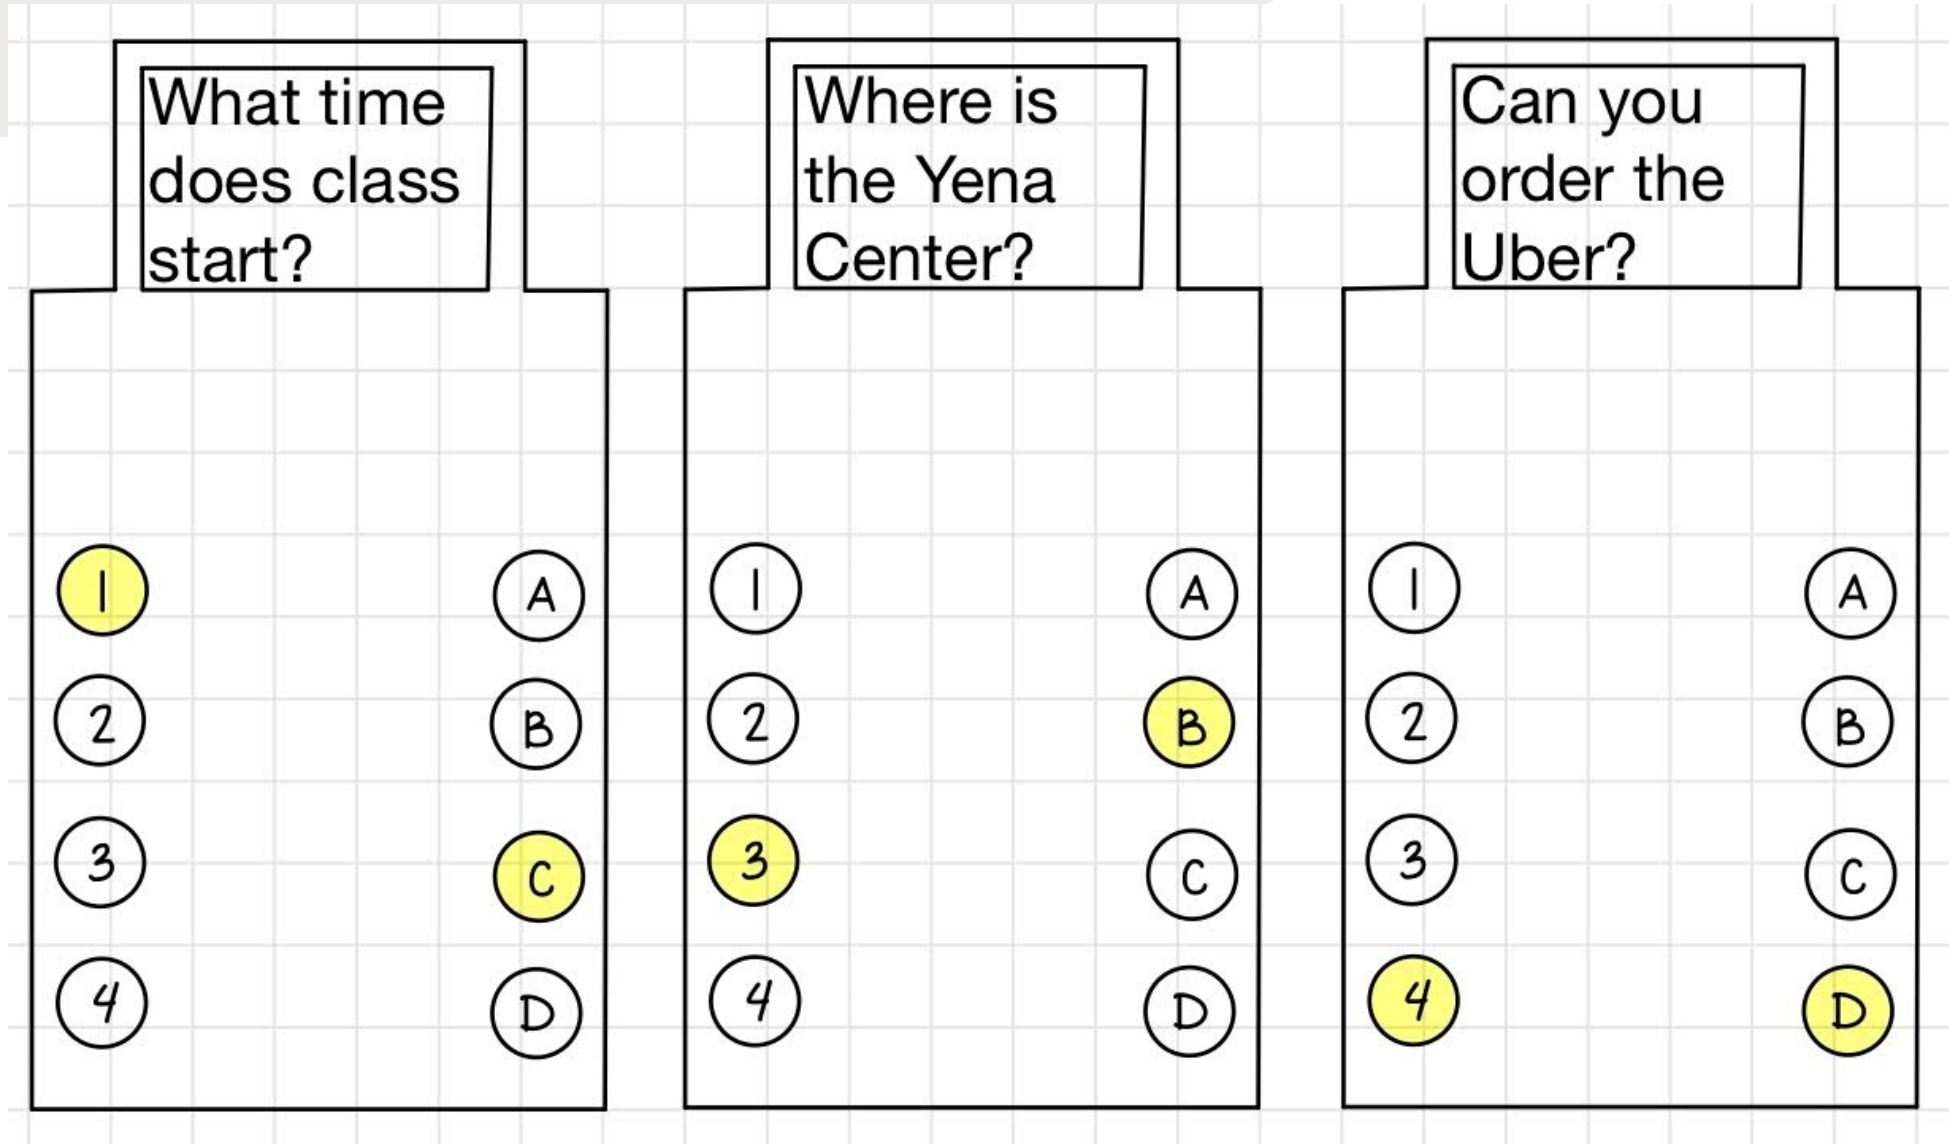 What time
does class
start?
1 A
2 B
3 C
4 D
Where is
the Yena
Center?
1 A
2 B
3 C
4 D
Can you
order the
Uber?
1 A
2 B
3 C
4 D